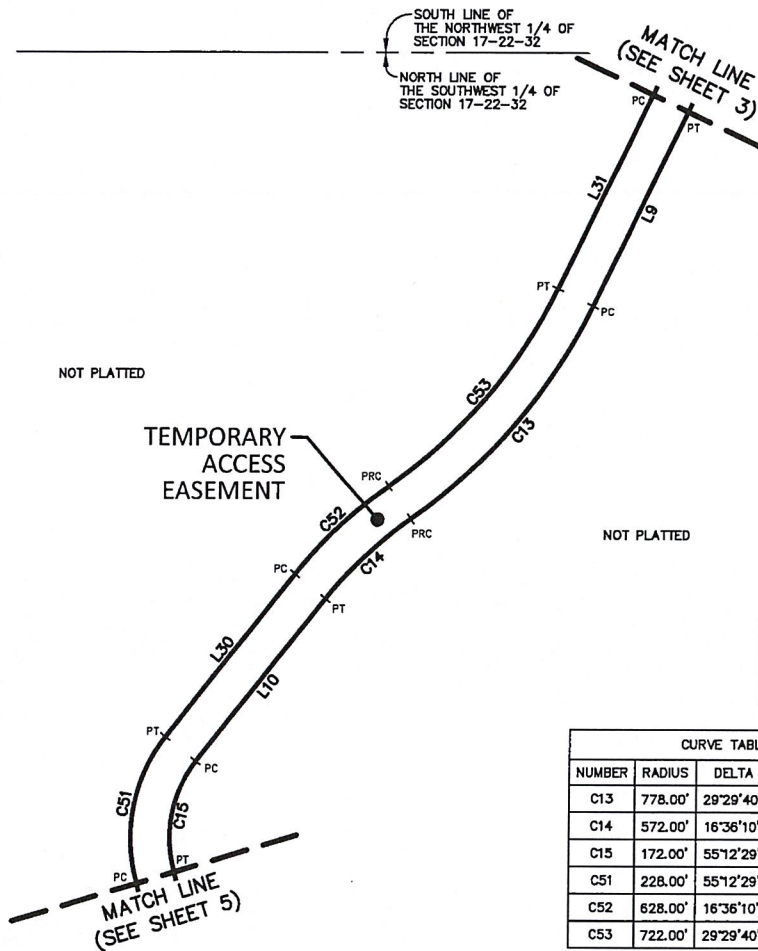 SOUTH LINE OF
THE NORTHWEST 1/4 OF
SECTION 17-22-32
NORTH LINE OF
THE SOUTHWEST 1/4 OF
SECTION 17-22-32
MATCH LINE
(SEE SHEET 3)
PC
PT
L31
L9
PT
PC
NOT PLATTED
C53
C13
TEMPORARY
ACCESS
EASEMENT
PRC
C52
PRC
C14
NOT PLATTED
PC
PT
L30
L10
PT
PC
C51
C15
PC
PT
MATCH LINE
(SEE SHEET 5)
CURVE TABL
NUMBER RADIUS DELTA
C13 778.00' 29°29'40
C14 572.00' 16°36'10
C15 172.00' 55°12'29
C51 228.00' 55°12'29
C52 628.00' 16°36'10
C53 722.00' 29°29'40